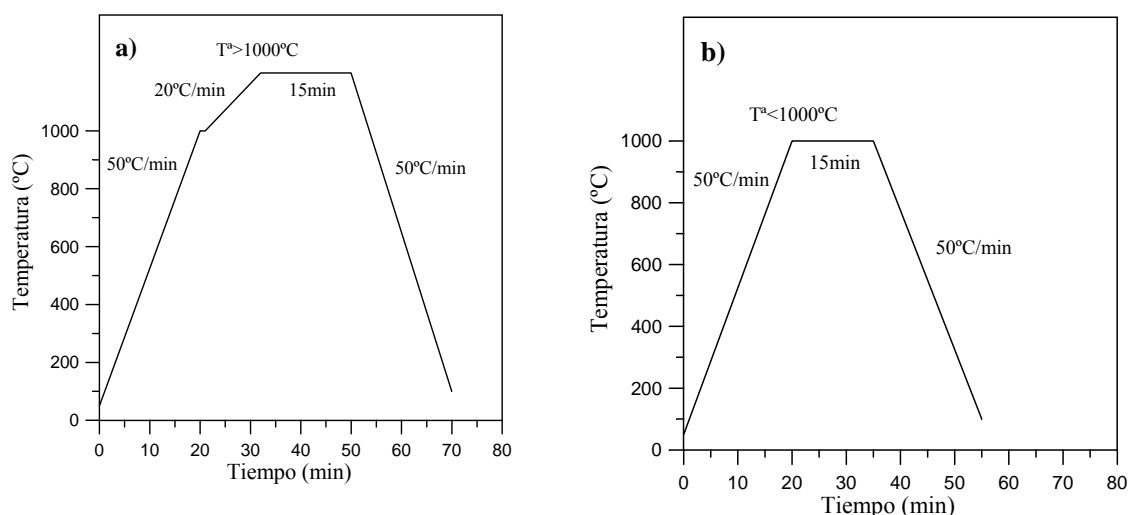 a)
Tª>1000ºC
20ºC/min
15min
50ºC/min
50ºC/min
1000
800
600
400
200
0
Temperatura (ºC)
0 10 20 30 40 50 60 70 80
Tiempo (min)
b)
Tª<1000ºC
15min
50ºC/min
50ºC/min
1000
800
600
400
200
0
Temperatura (ºC)
0 10 20 30 40 50 60 70 80
Tiempo (min)